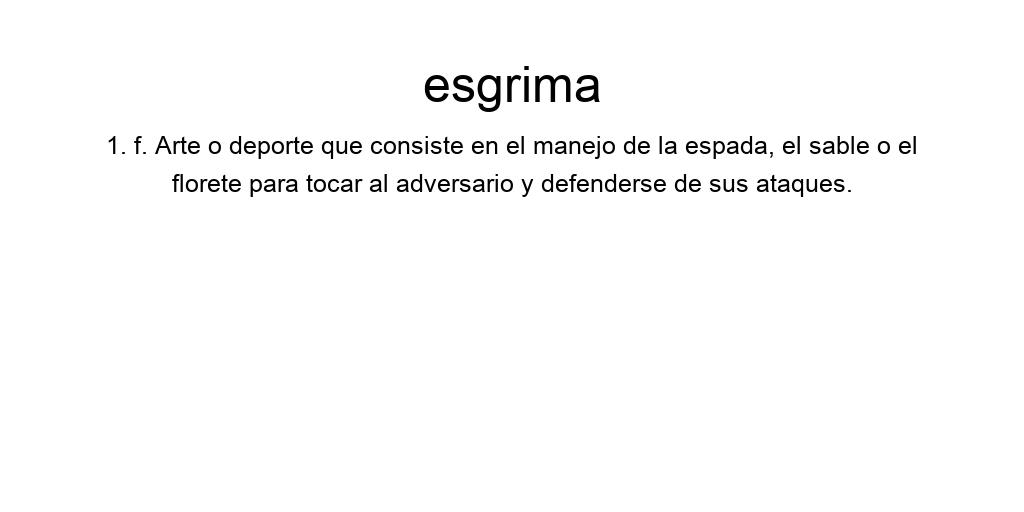 esgrima
1. f. Arte o deporte que consiste en el manejo de la espada, el sable o el
florete para tocar al adversario y defenderse de sus ataques.